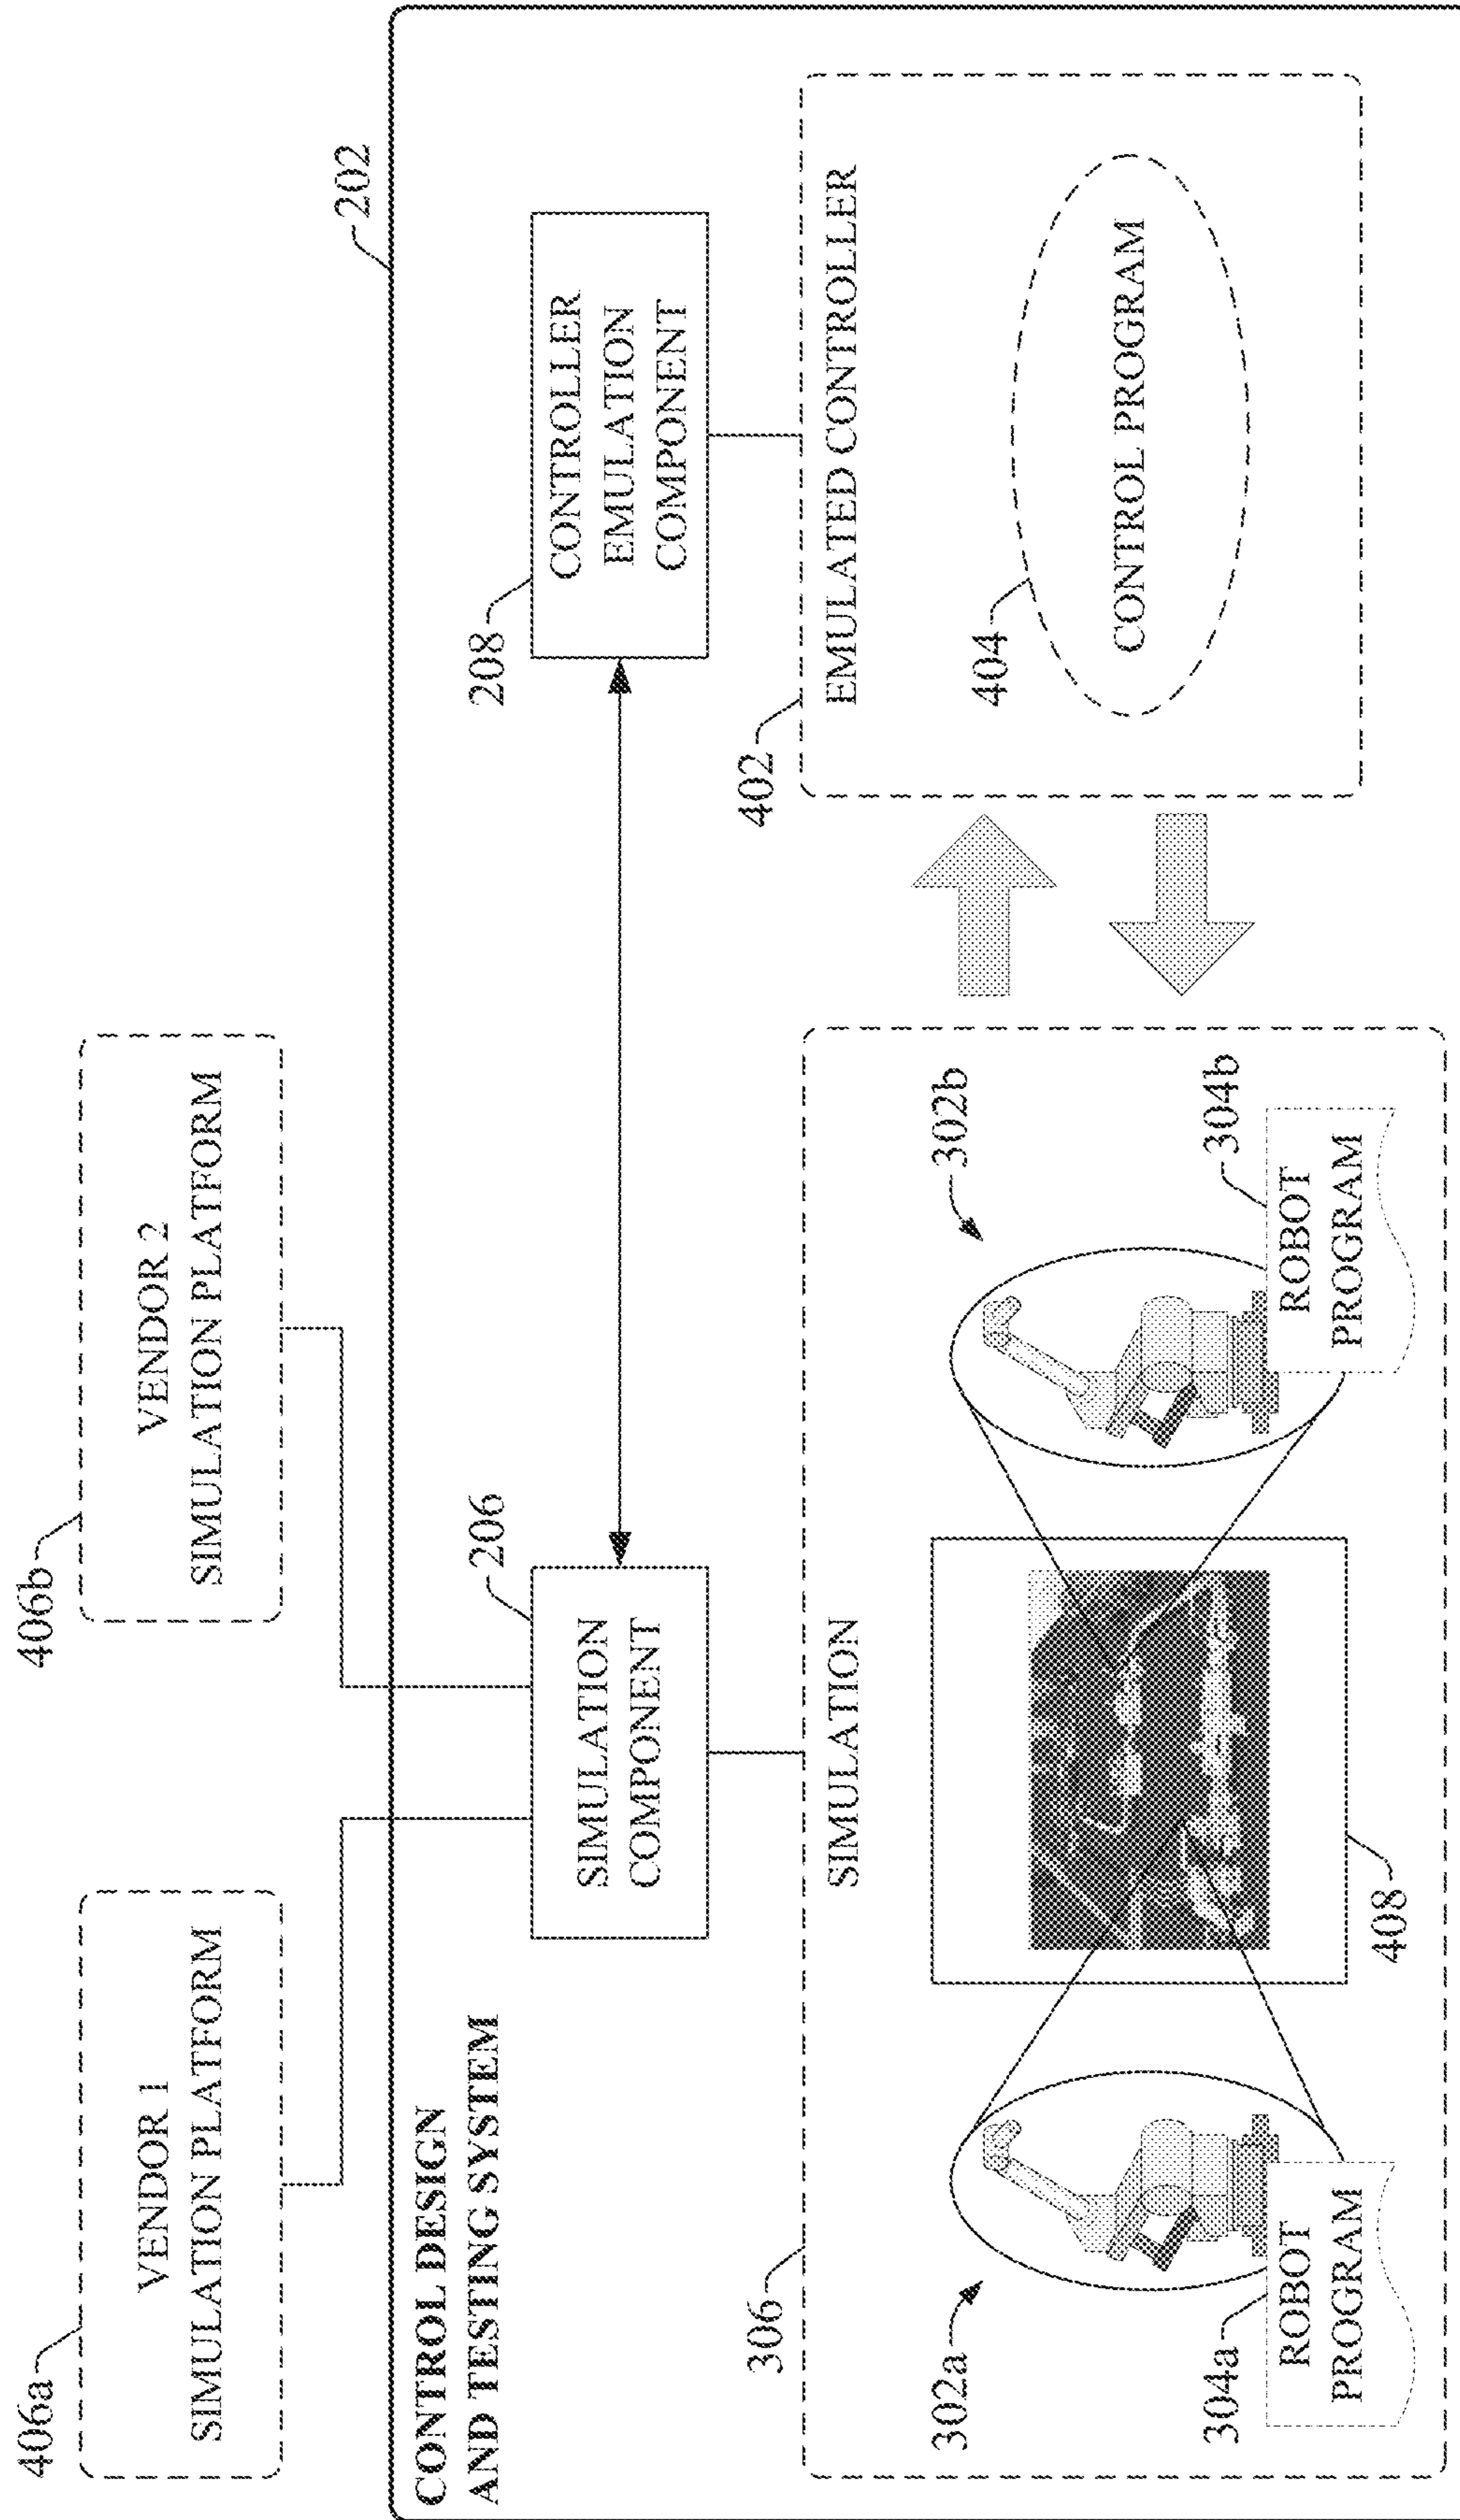 406a
VENDOR 1
SIMULATION PLATFORM
406b
VENDOR 2
SIMULATION PLATFORM
202
CONTROL DESIGN
AND TESTING SYSTEM
206
SIMULATION
COMPONENT
208
CONTROLLER
EMULATION
COMPONENT
306
SIMULATION
302a
304a
ROBOT
PROGRAM
408
302b
304b
ROBOT
PROGRAM
402
EMULATED CONTROLLER
404
CONTROL PROGRAM